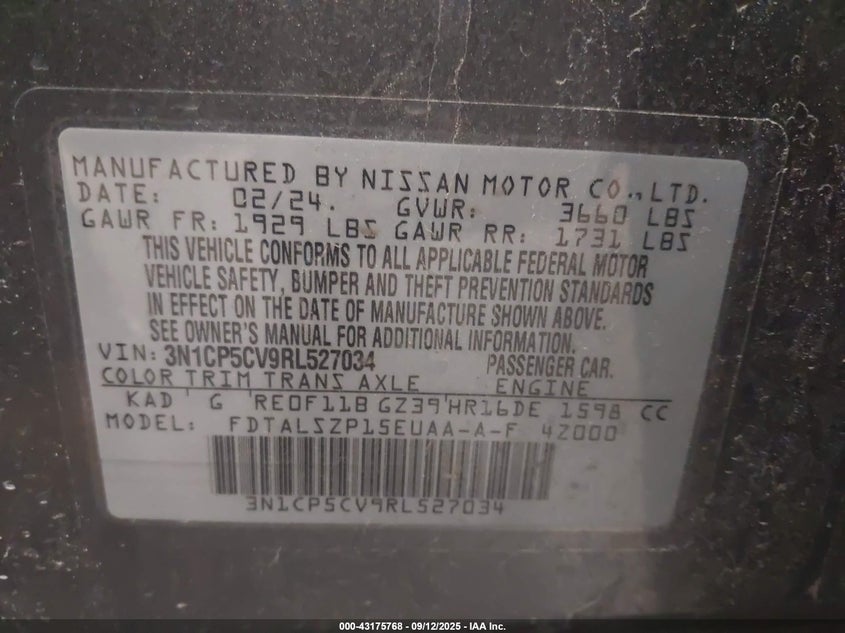 MANUFACTURED BY NISSAN MOTOR CO.,LTD.
DATE: 02/24. GVWR: 3660 LBS
GAWR FR: 1929 LBS GAWR RR: 1731 LBS
THIS VEHICLE CONFORMS TO ALL APPLICABLE FEDERAL MOTOR
VEHICLE SAFETY, BUMPER AND THEFT PREVENTION STANDARDS
IN EFFECT ON THE DATE OF MANUFACTURE SHOWN ABOVE.
SEE OWNER'S MANUAL FOR ADDITIONAL INFORMATION.
VIN: 3N1CP5CV9RL527034 PASSENGER CAR.
COLOR TRIM TRANS AXLE ENGINE
KAD G RE0F11B GZ39 HR16DE 1598 CC
MODEL: FDTALSZP15EUAA-A-F 4Z000
3N1CP5CV9RL527034
000-43175768 - 09/12/2025 - IAA Inc.